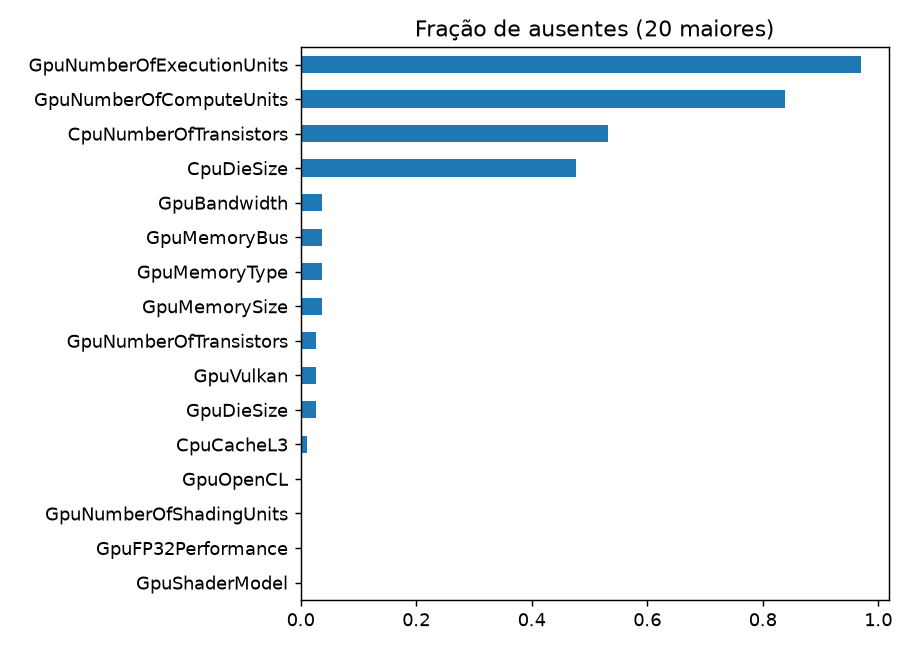 Fração de ausentes (20 maiores)
GpuNumberOfExecutionUnits
GpuNumberOfComputeUnits
CpuNumberOfTransistors
CpuDieSize
GpuBandwidth
GpuMemoryBus
GpuMemoryType
GpuMemorySize
GpuNumberOfTransistors
GpuVulkan
GpuDieSize
CpuCacheL3
GpuOpenCL
GpuNumberOfShadingUnits
GpuFP32Performance
GpuShaderModel
0.0 0.2 0.4 0.6 0.8 1.0